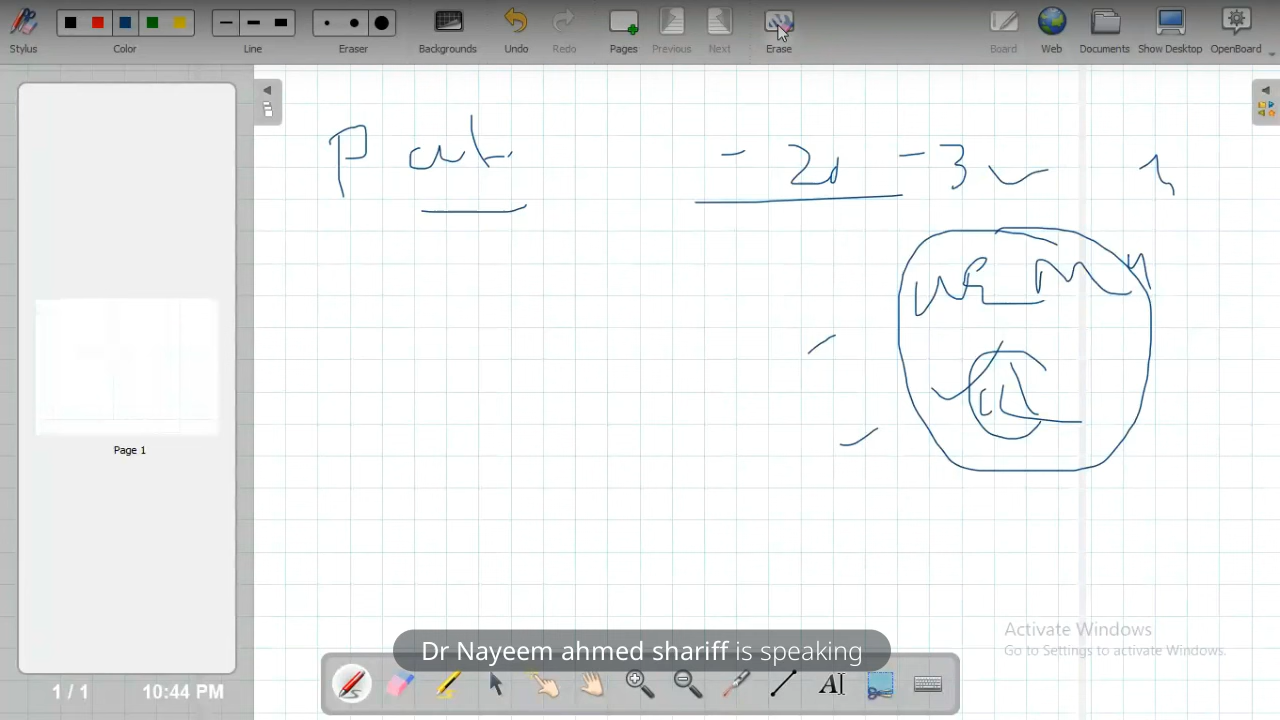 Stylus Color Line Eraser Backgrounds Undo Redo Pages Previous Next Erase Board Web Documents Show Desktop OpenBoard
P - 2 - 3
Page 1
Activate Windows
Go to Settings to activate Windows.
Dr Nayeem ahmed shariff is speaking
1 / 1 10:44 PM